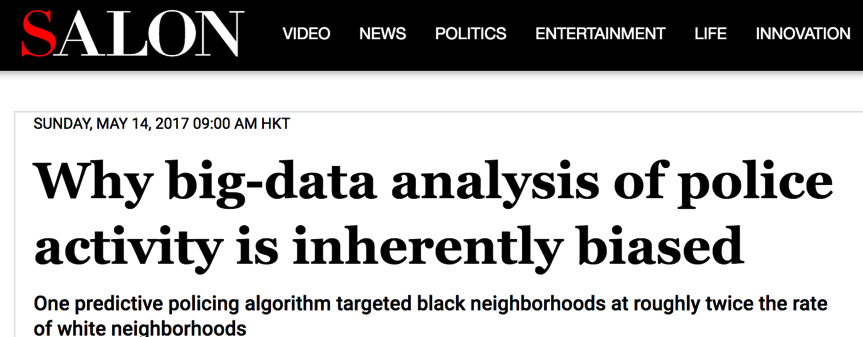 SALON VIDEO NEWS POLITICS ENTERTAINMENT LIFE INNOVATION
SUNDAY, MAY 14, 2017 09:00 AM HKT
Why big-data analysis of police
activity is inherently biased
One predictive policing algorithm targeted black neighborhoods at roughly twice the rate
of white neighborhoods